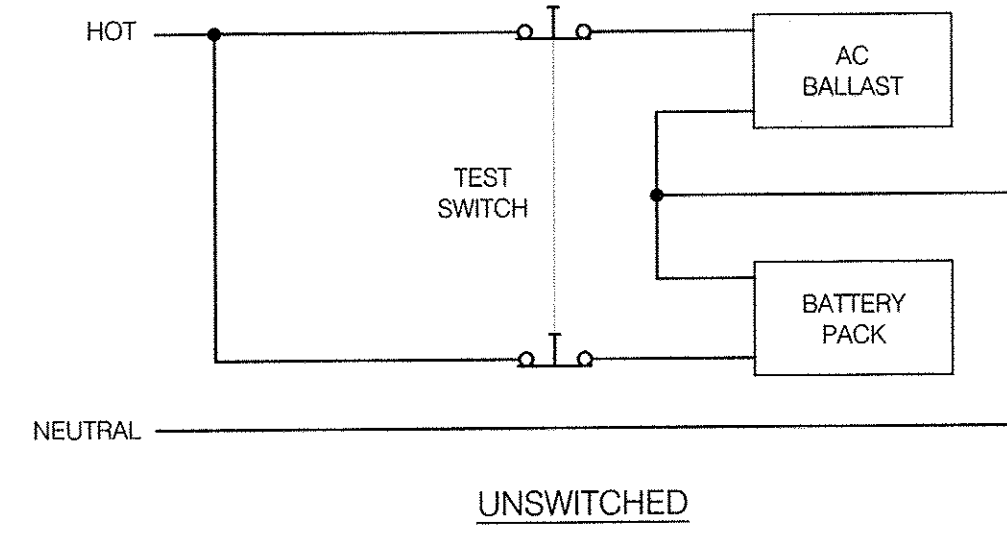 HOT
AC
BALLAST
TEST
SWITCH
BATTERY
PACK
NEUTRAL
UNSWITCHED